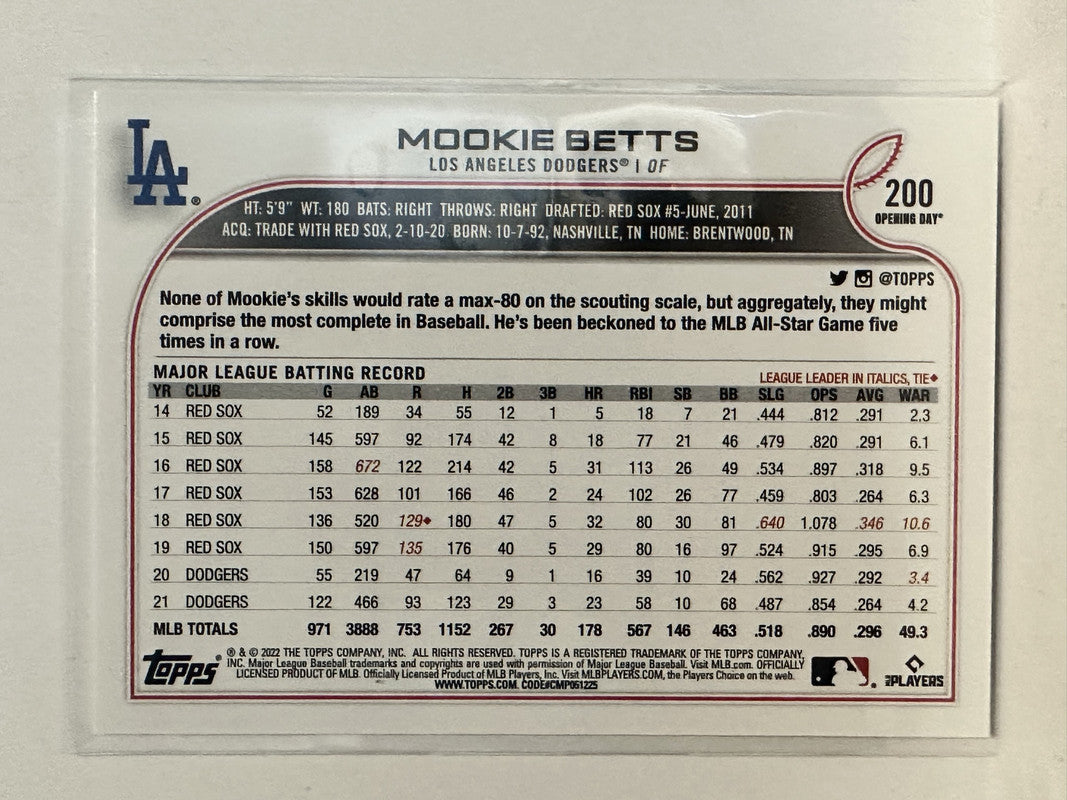 LA®
MOOKIE BETTS
LOS ANGELES DODGERS® | OF
200
OPENING DAY®
HT: 5'9" WT: 180 BATS: RIGHT THROWS: RIGHT DRAFTED: RED SOX #5-JUNE, 2011
ACQ: TRADE WITH RED SOX, 2-10-20 BORN: 10-7-92, NASHVILLE, TN HOME: BRENTWOOD, TN
@TOPPS
None of Mookie's skills would rate a max-80 on the scouting scale, but aggregately, they might
comprise the most complete in Baseball. He's been beckoned to the MLB All-Star Game five
times in a row.
MAJOR LEAGUE BATTING RECORD LEAGUE LEADER IN ITALICS, TIE♦
YR CLUB G AB R H 2B 3B HR RBI SB BB SLG OPS AVG WAR
14 RED SOX 52 189 34 55 12 1 5 18 7 21 .444 .812 .291 2.3
15 RED SOX 145 597 92 174 42 8 18 77 21 46 .479 .820 .291 6.1
16 RED SOX 158 672 122 214 42 5 31 113 26 49 .534 .897 .318 9.5
17 RED SOX 153 628 101 166 46 2 24 102 26 77 .459 .803 .264 6.3
18 RED SOX 136 520 129♦ 180 47 5 32 80 30 81 .640 1.078 .346 10.6
19 RED SOX 150 597 135 176 40 5 29 80 16 97 .524 .915 .295 6.9
20 DODGERS 55 219 47 64 9 1 16 39 10 24 .562 .927 .292 3.4
21 DODGERS 122 466 93 123 29 3 23 58 10 68 .487 .854 .264 4.2
MLB TOTALS 971 3888 753 1152 267 30 178 567 146 463 .518 .890 .296 49.3
TOPPS®
® & © 2022 THE TOPPS COMPANY, INC. ALL RIGHTS RESERVED. TOPPS IS A REGISTERED TRADEMARK OF THE TOPPS COMPANY,
INC. Major League Baseball trademarks and copyrights are used with permission of Major League Baseball. Visit MLB.com. OFFICIALLY
LICENSED PRODUCT OF MLB. Officially Licensed Product of MLB Players, Inc. Visit MLBPLAYERS.COM, the Players Choice on the web.
WWW.TOPPS.COM. CODE#CMP051225
MLB PLAYERS